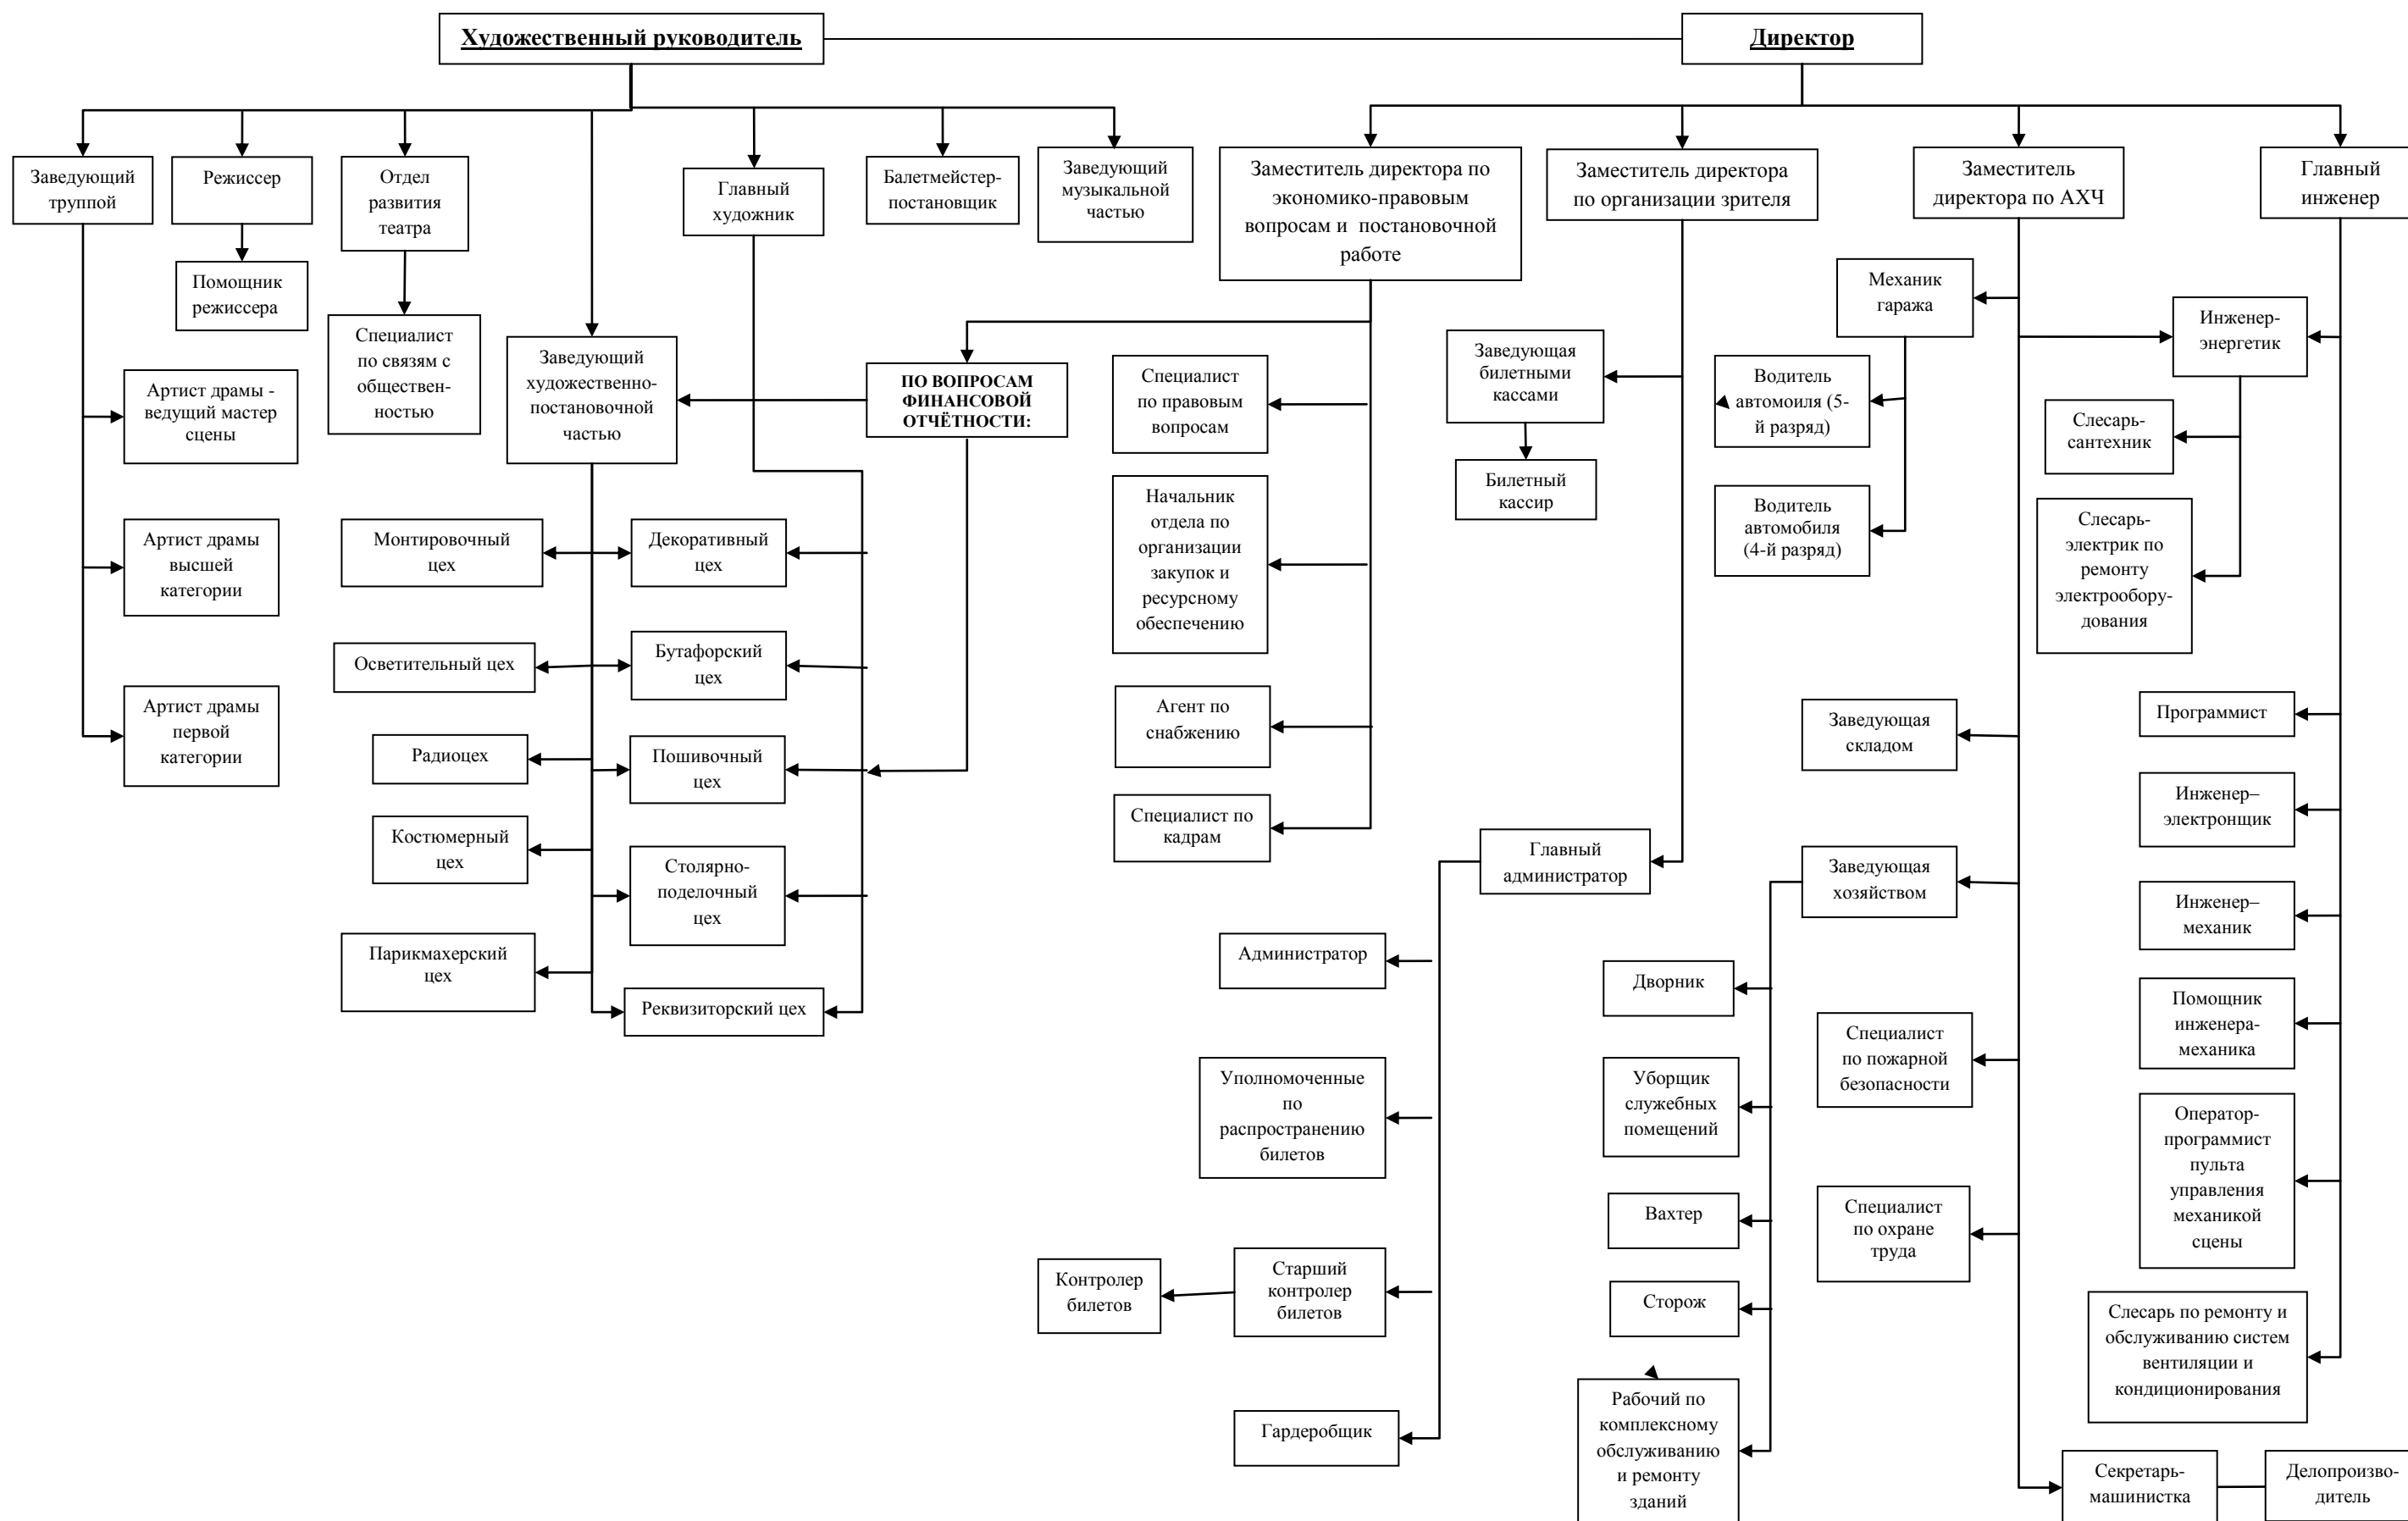 Художественный руководитель
Директор
Заведующий
труппой
Режиссер
Отдел
развития
театра
Главный
художник
Балетмейстер-
постановщик
Заведующий
музыкальной
частью
Заместитель директора по
экономико-правовым
вопросам и постановочной
работе
Заместитель директора
по организации зрителя
Заместитель
директора по АХЧ
Главный
инженер
Помощник
режиссера
Специалист
по связям с
обществен-
ностью
Заведующий
художественно-
постановочной
частью
ПО ВОПРОСАМ
ФИНАНСОВОЙ
ОТЧЁТНОСТИ:
Специалист
по правовым
вопросам
Заведующая
билетными
кассами
Механик
гаража
Инженер-
энергетик
Артист драмы -
ведущий мастер
сцены
Водитель
автомоиля (5-
й разряд)
Слесарь-
сантехник
Билетный
кассир
Начальник
отдела по
организации
закупок и
ресурсному
обеспечению
Водитель
автомобиля
(4-й разряд)
Слесарь-
электрик по
ремонту
электрообору-
дования
Артист драмы
высшей
категории
Монтировочный
цех
Декоративный
цех
Осветительный цех
Бутафорский
цех
Артист драмы
первой
категории
Радиоцех
Пошивочный
цех
Агент по
снабжению
Заведующая
складом
Программист
Костюмерный
цех
Столярно-
поделочный
цех
Специалист по
кадрам
Главный
администратор
Заведующая
хозяйством
Инженер–
электронщик
Инженер–
механик
Парикмахерский
цех
Реквизиторский цех
Администратор
Дворник
Специалист
по пожарной
безопасности
Помощник
инженера-
механика
Уполномоченные
по
распространению
билетов
Уборщик
служебных
помещений
Оператор-
программист
пульта
управления
механикой
сцены
Вахтер
Специалист
по охране
труда
Контролер
билетов
Старший
контролер
билетов
Сторож
Слесарь по ремонту и
обслуживанию систем
вентиляции и
кондиционирования
Гардеробщик
Рабочий по
комплексному
обслуживанию
и ремонту
зданий
Секретарь-
машинистка
Делопроизво-
дитель